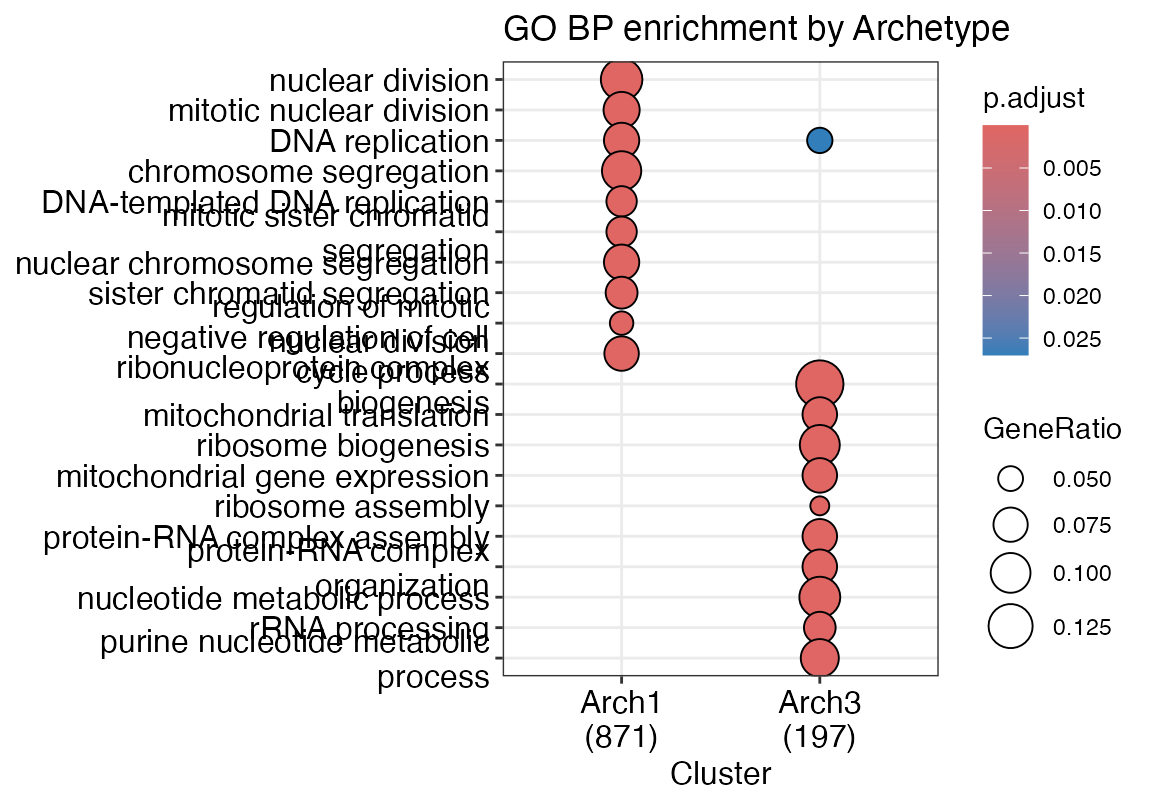 GO BP enrichment by Archetype
nuclear division
mitotic nuclear division
DNA replication
chromosome segregation
DNA-templated DNA replication
mitotic sister chromatid
segregation
nuclear chromosome segregation
sister chromatid segregation
regulation of mitotic
nuclear division
negative regulation of cell
cycle process
ribonucleoprotein complex
biogenesis
mitochondrial translation
ribosome biogenesis
mitochondrial gene expression
ribosome assembly
protein-RNA complex assembly
protein-RNA complex
organization
nucleotide metabolic process
rRNA processing
purine nucleotide metabolic
process
Arch1
(871)
Arch3
(197)
Cluster
p.adjust
0.005
0.010
0.015
0.020
0.025
GeneRatio
0.050
0.075
0.100
0.125